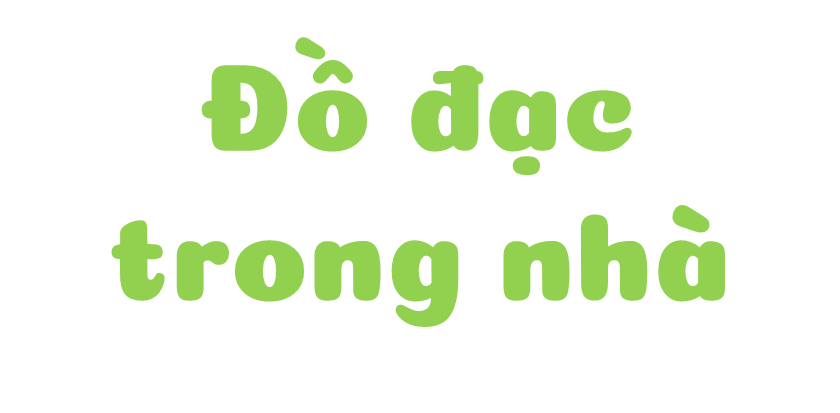 Đồ đạc
trong nhà